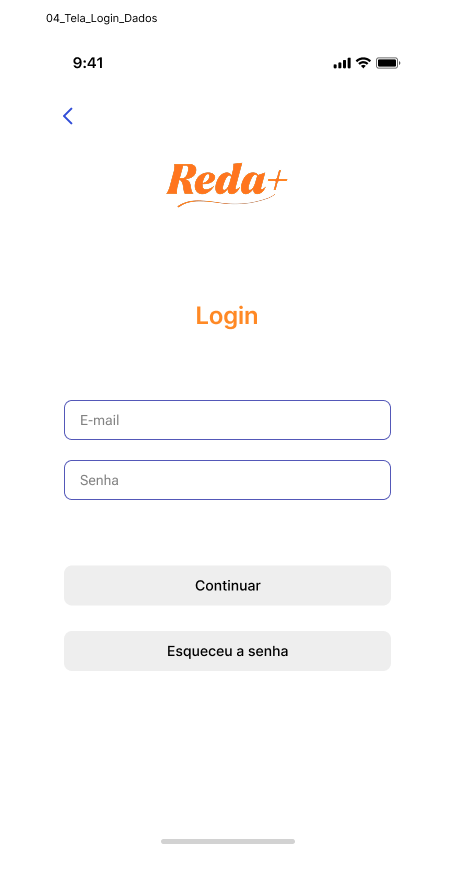 04_Tela_Login_Dados
9:41
Reda+
Login
E-mail
Senha
Continuar
Esqueceu a senha